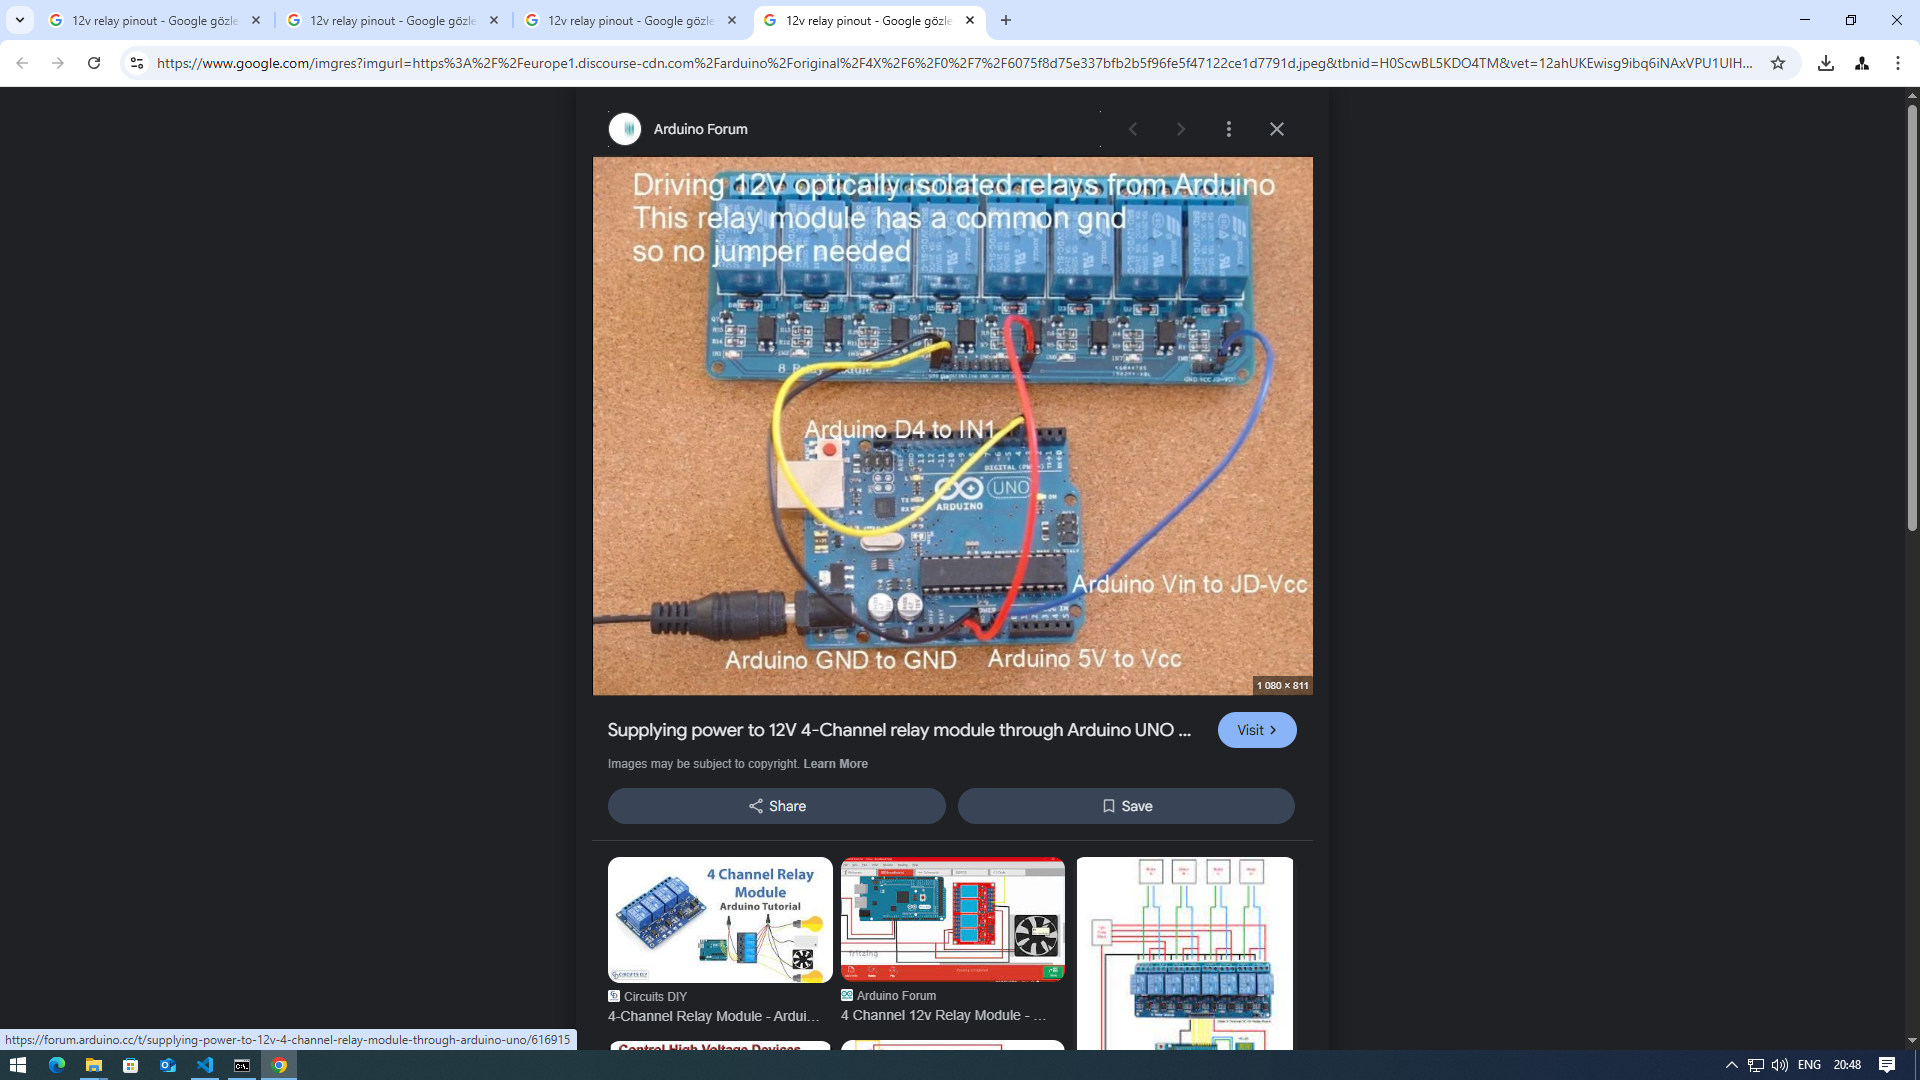 12v relay pinout - Google gözle
12v relay pinout - Google gözle
12v relay pinout - Google gözle
12v relay pinout - Google gözle
https://www.google.com/imgres?imgurl=https%3A%2F%2Feurope1.discourse-cdn.com%2Farduino%2Foriginal%2F4X%2F6%2F0%2F7%2F6075f8d75e337bfb2b5f96fe5f47122ce1d7791d.jpeg&tbnid=H0ScwBL5KDO4TM&vet=12ahUKEwisg9ibq6iNAxVPU1UIH...
Arduino Forum
Driving 12V optically isolated relays from Arduino
This relay module has a common gnd
so no jumper needed
Arduino D4 to IN1
DIGITAL
UNO
ARDUINO
Arduino Vin to JD-Vcc
Arduino GND to GND
Arduino 5V to Vcc
1 080 × 811
Supplying power to 12V 4-Channel relay module through Arduino UNO ...
Visit
Images may be subject to copyright. Learn More
Share
Save
4 Channel Relay
Module
Arduino Tutorial
Circuits DIY
4-Channel Relay Module - Ardui...
fritzing
Arduino Forum
4 Channel 12v Relay Module - ...
Control High Voltage Devices
https://forum.arduino.cc/t/supplying-power-to-12v-4-channel-relay-module-through-arduino-uno/616915
ENG
20:48